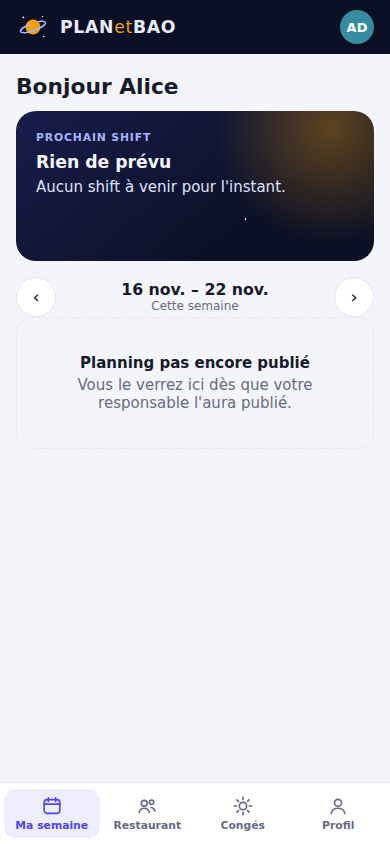 PLANetBAO
AD
Bonjour Alice
PROCHAIN SHIFT
Rien de prévu
Aucun shift à venir pour l'instant.
‹
16 nov. – 22 nov.
›
Cette semaine
Planning pas encore publié
Vous le verrez ici dès que votre
responsable l'aura publié.
Ma semaine
Restaurant
Congés
Profil